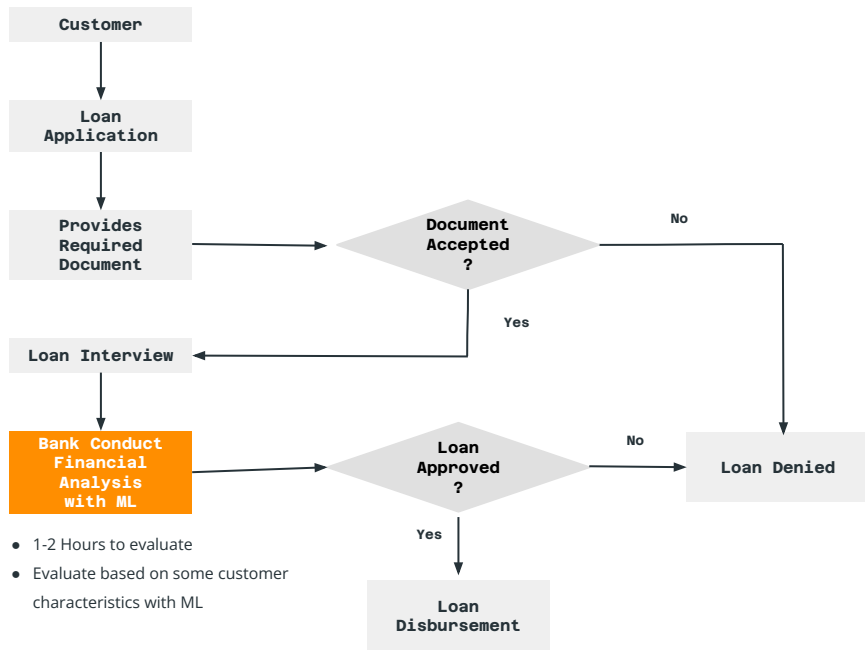 Customer
Loan
Application
Provides
Required
Document
Document
Accepted
?
No
Yes
Loan Interview
Bank Conduct
Financial
Analysis
with ML
Loan
Approved
?
No
Loan Denied
Yes
● 1-2 Hours to evaluate
● Evaluate based on some customer
characteristics with ML
Loan
Disbursement